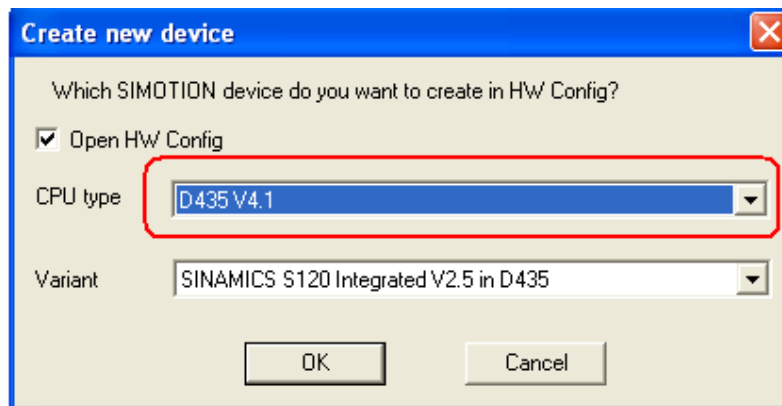 Create new device
Which SIMOTION device do you want to create in HW Config?
Open HW Config
CPU type
D435 V4.1
Variant
SINAMICS S120 Integrated V2.5 in D435
OK
Cancel